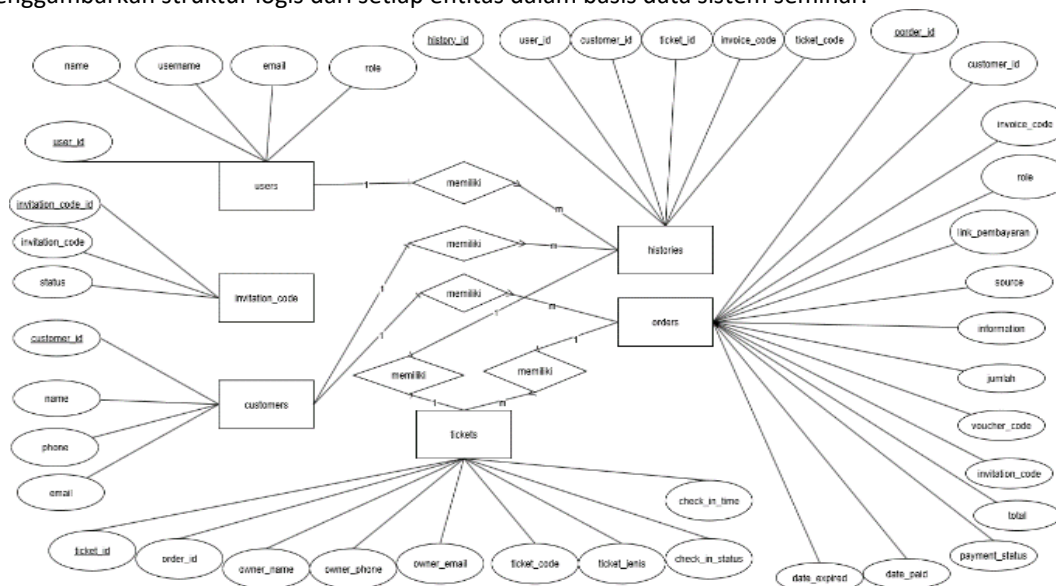 enggambarkan struktur logis dari setiap entitas dalam basis data sistem seminar.
history_id
user_id
customer_id
ticket_id
invoice_code
ticket_code
oorder_id
name
username
email
role
customer_id
invoice_code
user_id
users
1
memiliki
m
role
invitation_code_id
invitation_code
status
invitation_code
1
memiliki
m
histories
link_pembayaran
source
1
memiliki
m
1
orders
information
customer_id
name
phone
email
customers
memiliki
1
1
memiliki
m
tickets
jumlah
voucher_code
invitation_code
total
payment_status
date_paid
date_expired
check_in_time
ticket_id
order_id
owner_name
owner_phone
owner_email
ticket_code
ticket_jenis
check_in_status